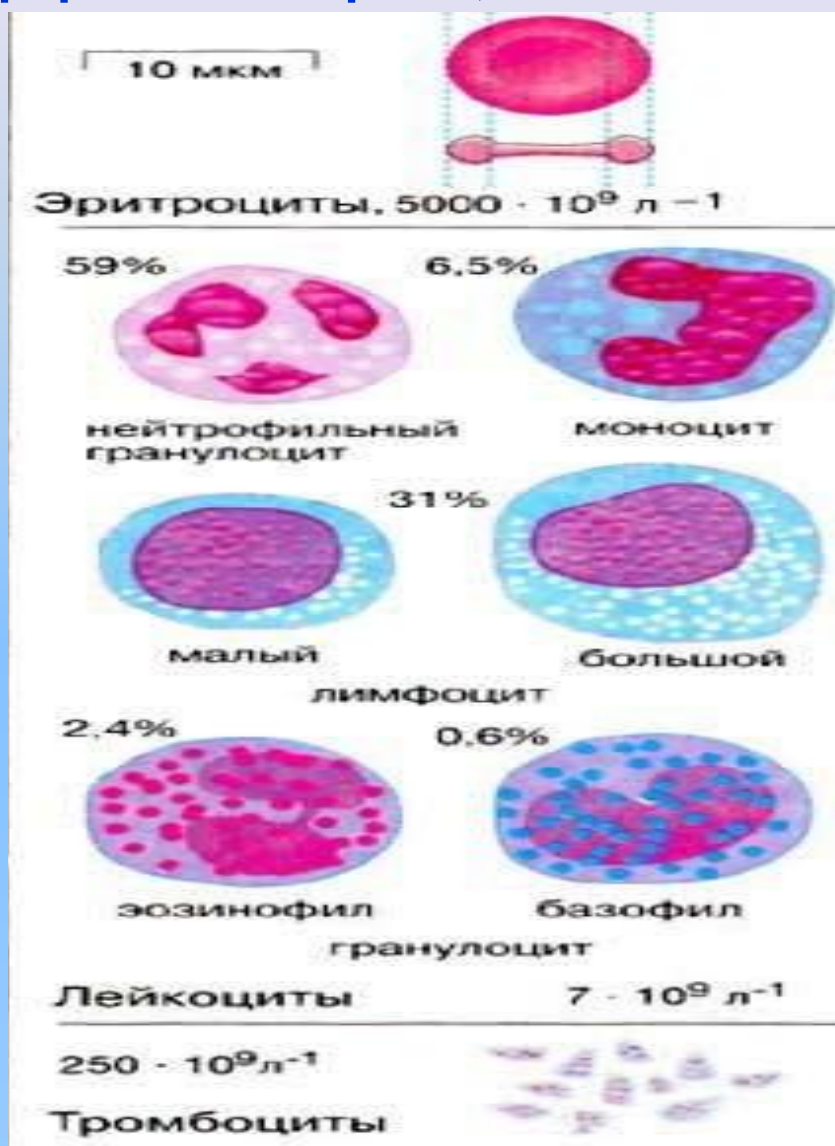 10 мкм
Эритроциты, 5000 · 10⁹ л –1
59%
6,5%
нейтрофильный
гранулоцит
моноцит
31%
малый
большой
лимфоцит
2,4%
0,6%
эозинофил
базофил
гранулоцит
Лейкоциты
7 · 10⁹ л⁻¹
250 · 10⁹л⁻¹
Тромбоциты